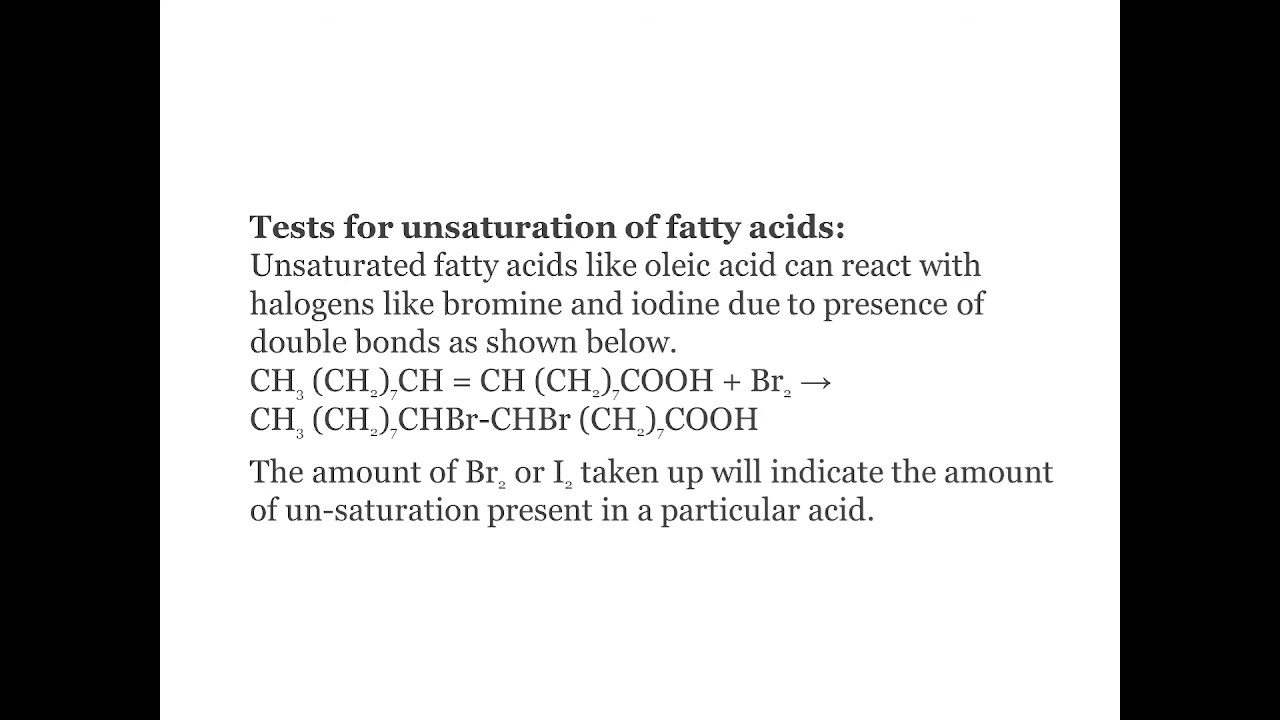 Tests for unsaturation of fatty acids:
Unsaturated fatty acids like oleic acid can react with
halogens like bromine and iodine due to presence of
double bonds as shown below.
CH₃ (CH₂)₇CH = CH (CH₂)₇COOH + Br₂ →
CH₃ (CH₂)₇CHBr-CHBr (CH₂)₇COOH
The amount of Br₂ or I₂ taken up will indicate the amount
of un-saturation present in a particular acid.